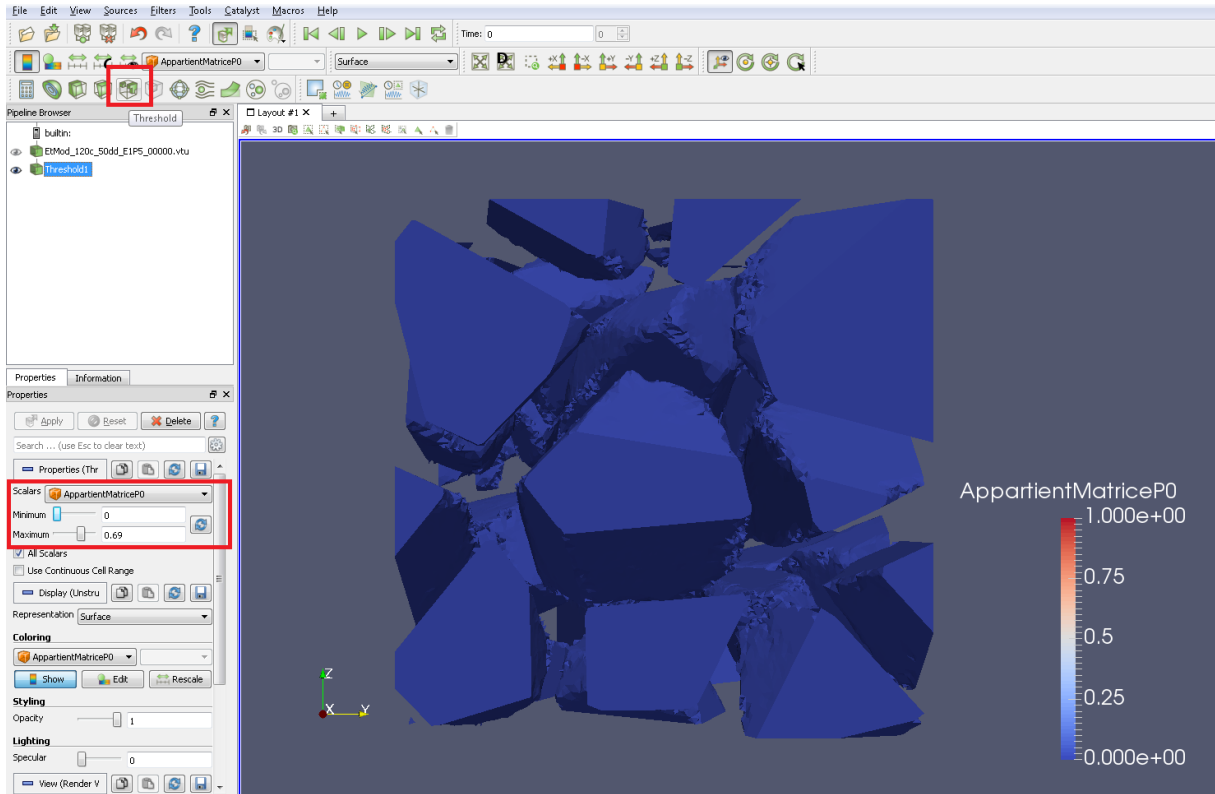 File Edit View Sources Filters Tools Catalyst Macros Help
Time: 0 0
AppartientMatriceP0 Surface
Threshold
Pipeline Browser
Layout #1 X +
3D
builtin:
EtMod_120c_50dd_E1P5_00000.vtu
Threshold1
Properties Information
Properties
Apply Reset Delete ?
Search ... (use Esc to clear text)
Properties (Thr
Scalars AppartientMatriceP0
Minimum 0
Maximum 0.69
All Scalars
Use Continuous Cell Range
Display (Unstru
Representation Surface
Coloring
AppartientMatriceP0
Show Edit Rescale
Styling
Opacity 1
Lighting
Specular 0
View (Render V
Z
X Y
AppartientMatriceP0
1.000e+00
0.75
0.5
0.25
0.000e+00